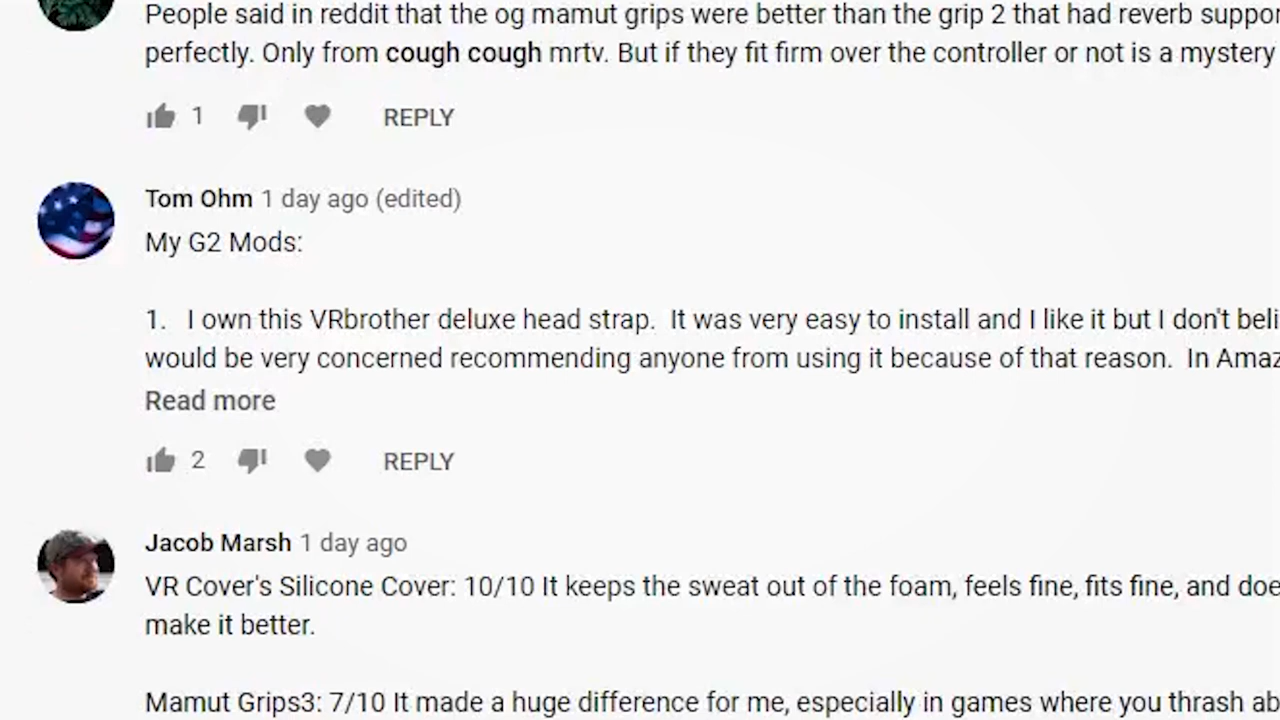 People said in reddit that the og mamut grips were better than the grip 2 that had reverb
perfectly. Only from cough cough mrtv. But if they fit firm over the controller or not is a mystery
1 REPLY
Tom Ohm 1 day ago (edited)
My G2 Mods:
1. I own this VRbrother deluxe head strap. It was very easy to install and I like it but I don't
would be very concerned recommending anyone from using it because of that reason. In
Read more
2 REPLY
Jacob Marsh 1 day ago
VR Cover's Silicone Cover: 10/10 It keeps the sweat out of the foam, feels fine, fits fine, and
make it better.
Mamut Grips3: 7/10 It made a huge difference for me, especially in games where you thrash